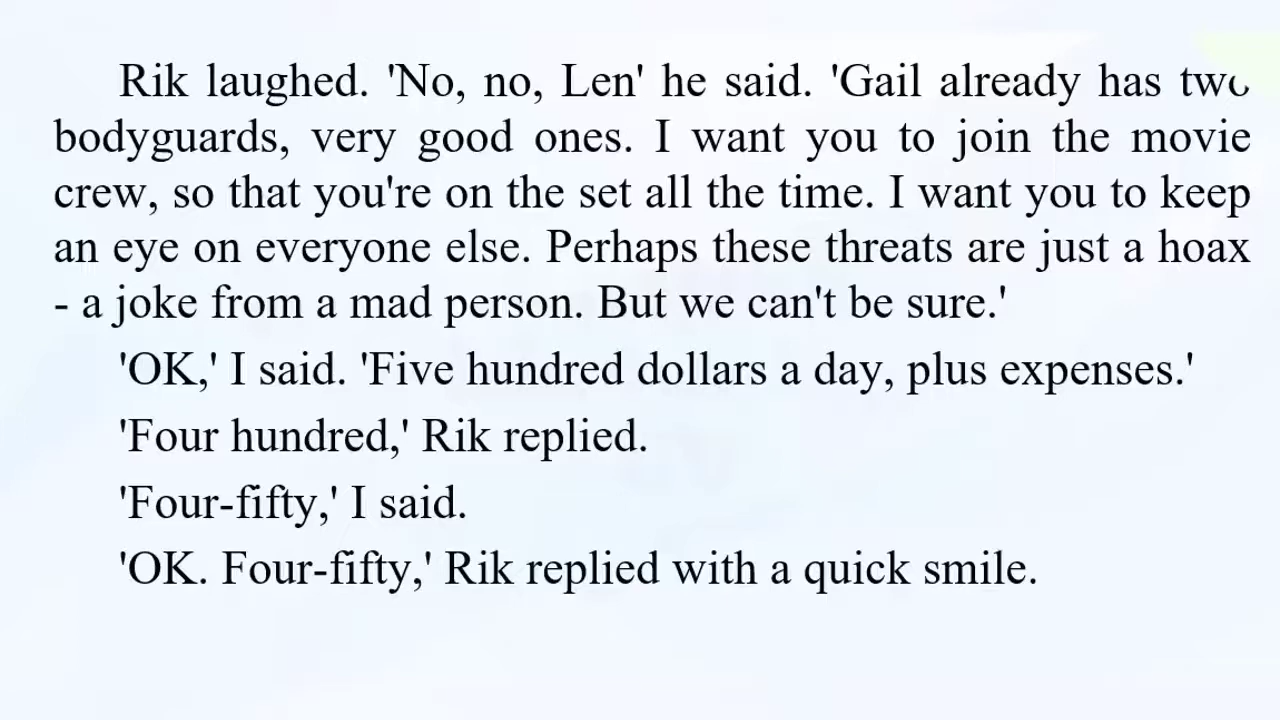 Rik laughed. 'No, no, Len' he said. 'Gail already has two
bodyguards, very good ones. I want you to join the movie
crew, so that you're on the set all the time. I want you to keep
an eye on everyone else. Perhaps these threats are just a hoax
- a joke from a mad person. But we can't be sure.'
'OK,' I said. 'Five hundred dollars a day, plus expenses.'
'Four hundred,' Rik replied.
'Four-fifty,' I said.
'OK. Four-fifty,' Rik replied with a quick smile.